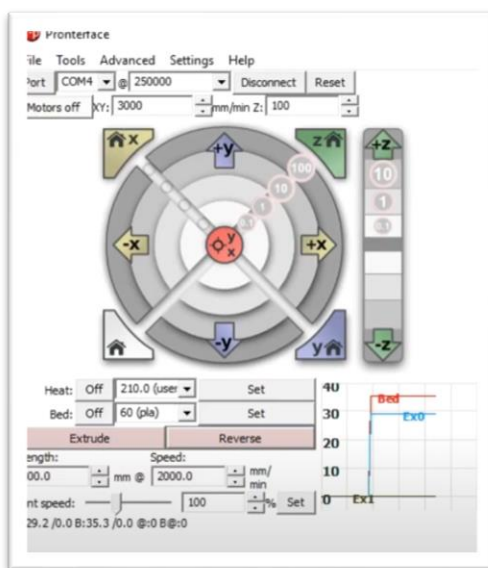 Pronterface
ile Tools Advanced Settings Help
Port COM4 @ 250000 Disconnect Reset
Motors off XY: 3000 mm/min Z: 100
x +y z +z
100
10 10
1 1
0.1 0.1
-x y x +x
-y y -z
Heat: Off 210.0 (user Set
Bed: Off 60 (pla) Set
Extrude Reverse
ength: Speed:
00.0 mm @ 2000.0 mm/
min
nt speed: 100 % Set
29.2 /0.0 B:35.3 /0.0 @:0 B@:0
40
Bed
30
Ex0
20
10
0 Ex1